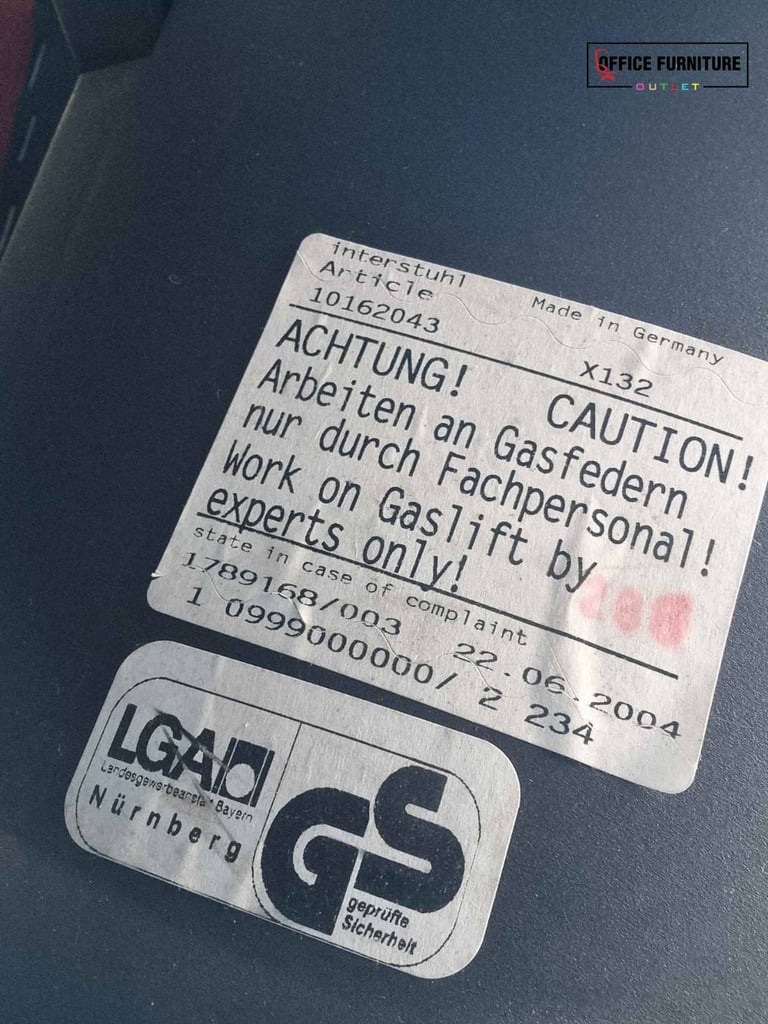 OFFICE FURNITURE
OUTLET
interstuhl
Article Made in Germany
10162043 X132
ACHTUNG! CAUTION!
Arbeiten an Gasfedern
nur durch Fachpersonal!
Work on Gaslift by
experts only!
state in case of complaint
1789168/003 22.06.2004
1 0999000000/ 2 234
LGA
Landesgewerbeanstalt Bayern
Nürnberg
GS
geprüfte
Sicherheit